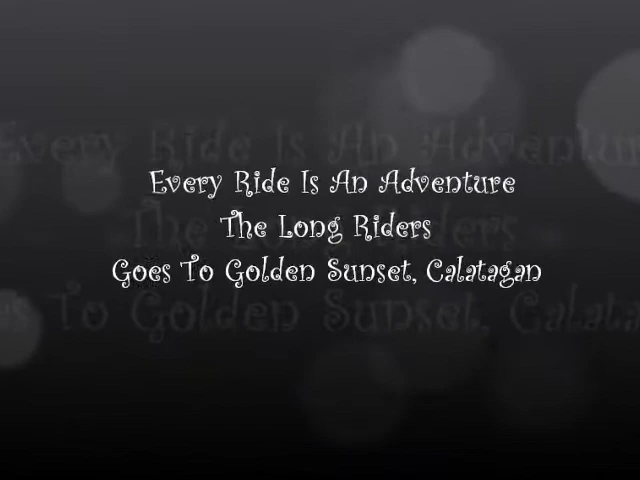 Every Ride Is An Adventure
The Long Riders
Goes To Golden Sunset, Calatagan